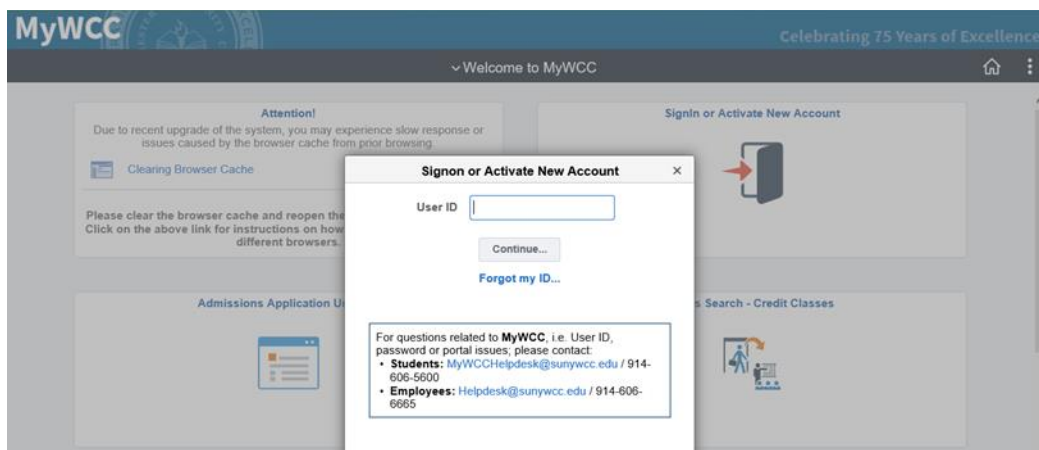 MyWCC
Celebrating 75 Years of Excellence
Welcome to MyWCC
Attention!
Due to recent upgrade of the system, you may experience slow response or
issues caused by the browser cache from prior browsing.
Clearing Browser Cache
Please clear the browser cache and reopen the
Click on the above link for instructions on how
different browsers.
SignIn or Activate New Account
Signon or Activate New Account
User ID
Continue...
Forgot my ID...
For questions related to MyWCC, i.e. User ID,
password or portal issues; please contact:
• Students: MyWCCHelpdesk@sunywcc.edu / 914-
606-5600
• Employees: Helpdesk@sunywcc.edu / 914-606-
6665
Admissions Application
s Search - Credit Classes